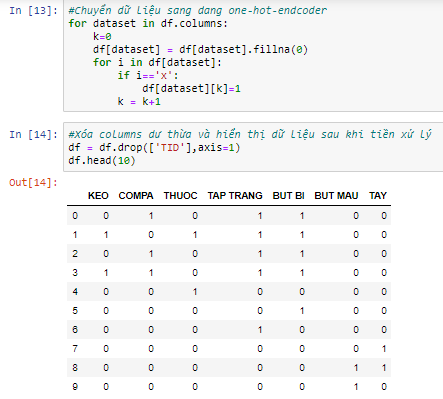 In [13]: #Chuyển dữ liệu sang dang one-hot-endcoder
for dataset in df.columns:
    k=0
    df[dataset] = df[dataset].fillna(0)
    for i in df[dataset]:
        if i=='x':
            df[dataset][k]=1
        k = k+1
In [14]: #Xóa columns dư thừa và hiển thị dữ liệu sau khi tiền xử lý
df = df.drop(['TID'],axis=1)
df.head(10)
Out[14]:
KEO COMPA THUOC TAP TRANG BUT BI BUT MAU TAY
0 0 1 0 1 1 0 0
1 1 0 1 1 1 0 0
2 0 1 0 1 1 0 0
3 1 1 0 1 1 0 0
4 0 0 1 0 0 0 0
5 0 0 0 0 1 0 0
6 0 0 0 1 0 0 0
7 0 0 0 0 0 0 1
8 0 0 0 0 0 1 1
9 0 0 0 0 0 1 0